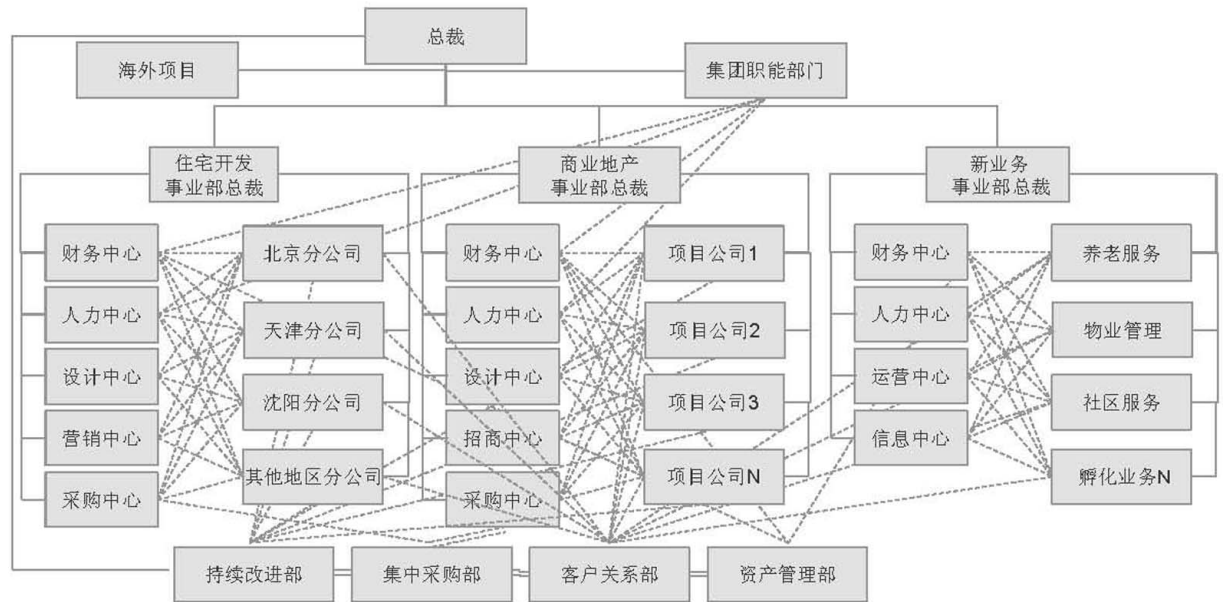 总裁
海外项目
集团职能部门
住宅开发
事业部总裁
商业地产
事业部总裁
新业务
事业部总裁
财务中心
人力中心
设计中心
营销中心
采购中心
北京分公司
天津分公司
沈阳分公司
其他地区分公司
财务中心
人力中心
设计中心
招商中心
采购中心
项目公司1
项目公司2
项目公司3
项目公司N
财务中心
人力中心
运营中心
信息中心
养老服务
物业管理
社区服务
孵化业务N
持续改进部
集中采购部
客户关系部
资产管理部